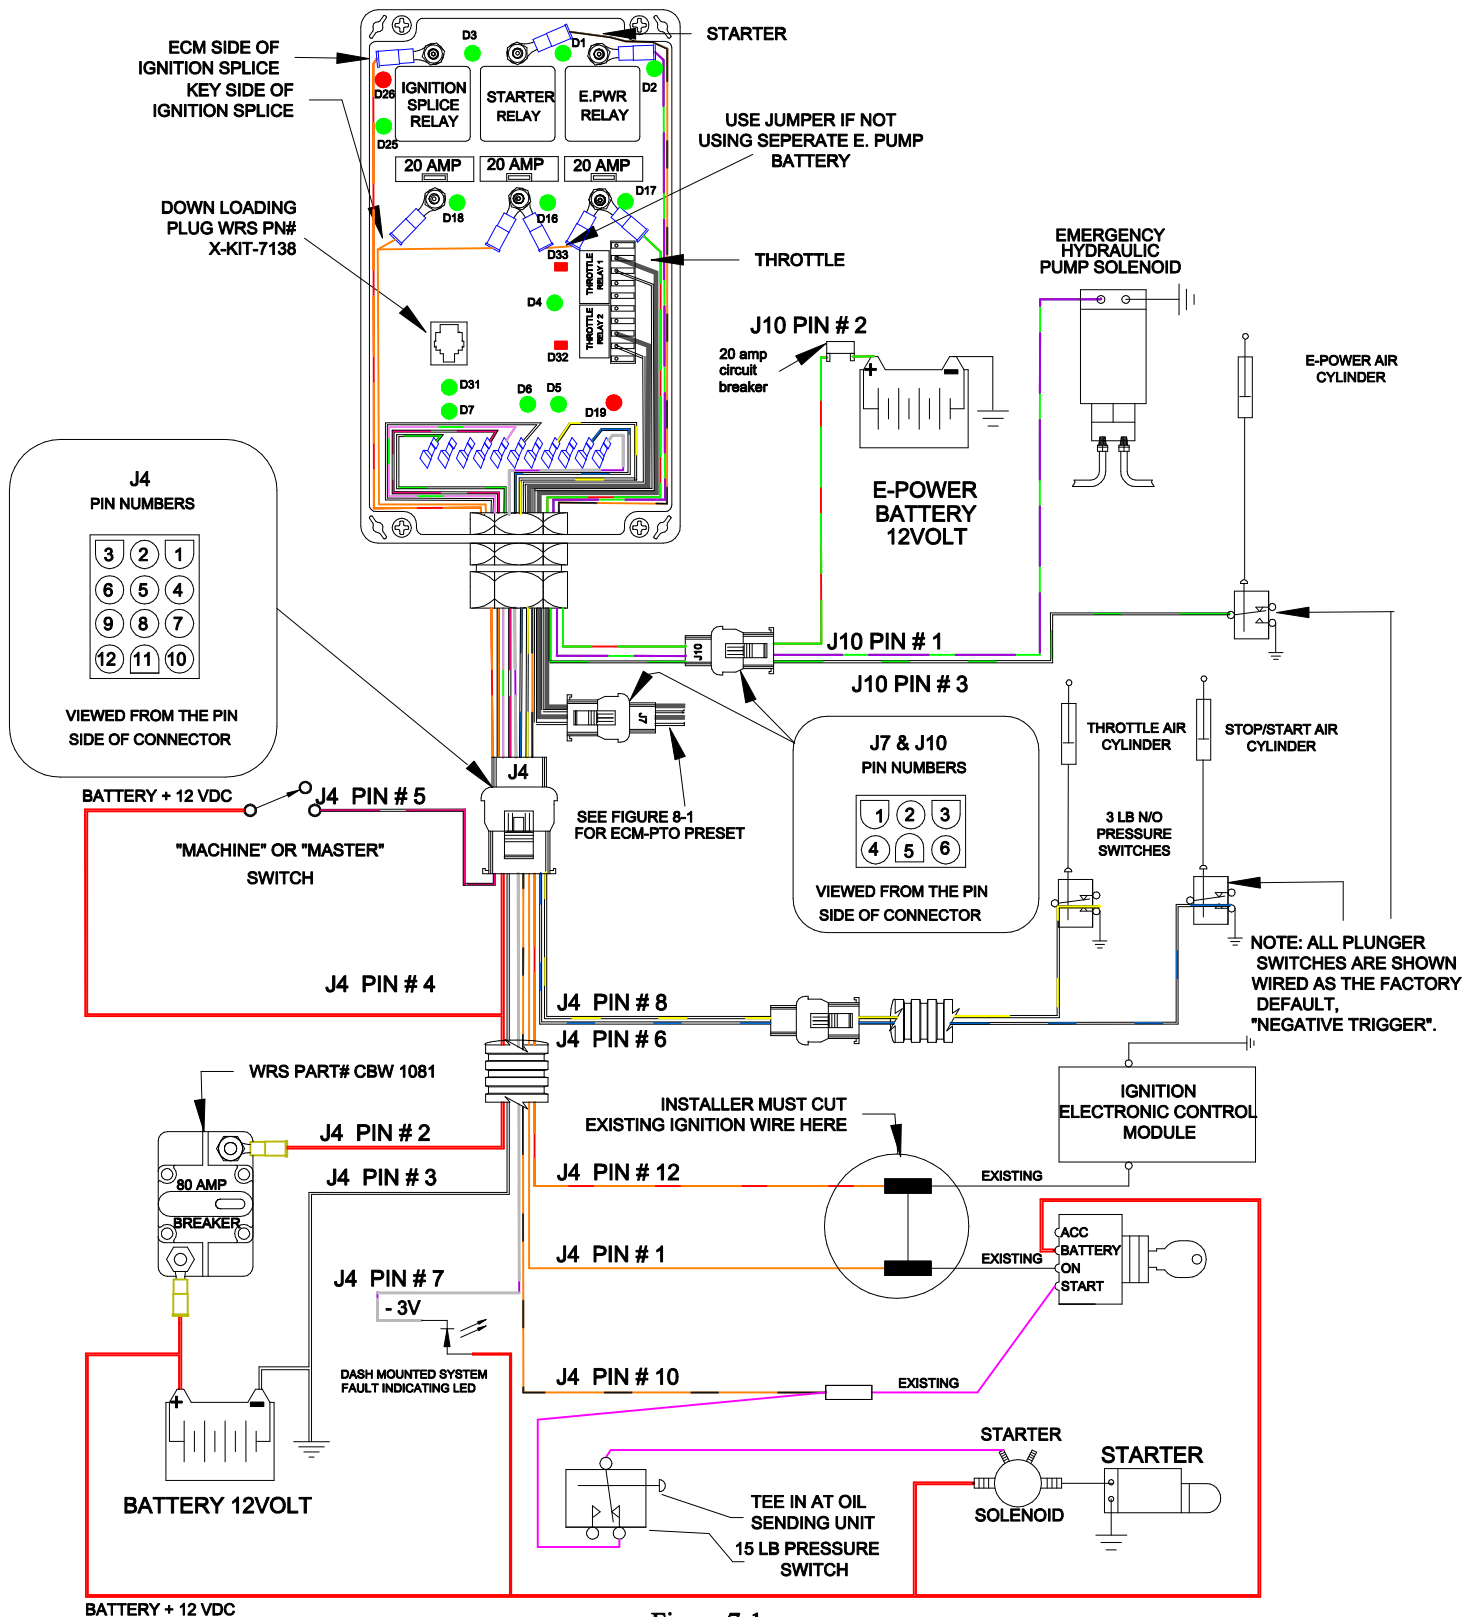 ECM SIDE OF
IGNITION SPLICE
KEY SIDE OF
IGNITION SPLICE
STARTER
D3
D1
D2
D26
D25
IGNITION
SPLICE
RELAY
STARTER
RELAY
E.PWR
RELAY
USE JUMPER IF NOT
USING SEPERATE E. PUMP
BATTERY
20 AMP
20 AMP
20 AMP
D18
D16
D17
DOWN LOADING
PLUG WRS PN#
X-KIT-7138
D33
THROTTLE
RELAY 1
THROTTLE
D4
THROTTLE
RELAY 2
D32
D31
D7
D6
D5
D19
EMERGENCY
HYDRAULIC
PUMP SOLENOID
J10 PIN # 2
20 amp
circuit
breaker
+
-
E-POWER
BATTERY
12VOLT
E-POWER AIR
CYLINDER
J4
PIN NUMBERS
3 2 1
6 5 4
9 8 7
12 11 10
VIEWED FROM THE PIN
SIDE OF CONNECTOR
J10
J10 PIN # 1
J10 PIN # 3
J7
J7 & J10
PIN NUMBERS
1 2 3
4 5 6
VIEWED FROM THE PIN
SIDE OF CONNECTOR
THROTTLE AIR
CYLINDER
STOP/START AIR
CYLINDER
3 LB N/O
PRESSURE
SWITCHES
J4
BATTERY + 12 VDC
J4 PIN # 5
"MACHINE" OR "MASTER"
SWITCH
SEE FIGURE 8-1
FOR ECM-PTO PRESET
NOTE: ALL PLUNGER
SWITCHES ARE SHOWN
WIRED AS THE FACTORY
DEFAULT,
"NEGATIVE TRIGGER".
J4 PIN # 4
J4 PIN # 8
J4 PIN # 6
WRS PART# CBW 1081
J4 PIN # 2
J4 PIN # 3
80 AMP
BREAKER
INSTALLER MUST CUT
EXISTING IGNITION WIRE HERE
IGNITION
ELECTRONIC CONTROL
MODULE
J4 PIN # 12
EXISTING
J4 PIN # 1
EXISTING
ACC
BATTERY
ON
START
J4 PIN # 7
- 3V
DASH MOUNTED SYSTEM
FAULT INDICATING LED
J4 PIN # 10
EXISTING
+
-
BATTERY 12VOLT
STARTER
SOLENOID
STARTER
TEE IN AT OIL
SENDING UNIT
15 LB PRESSURE
SWITCH
BATTERY + 12 VDC